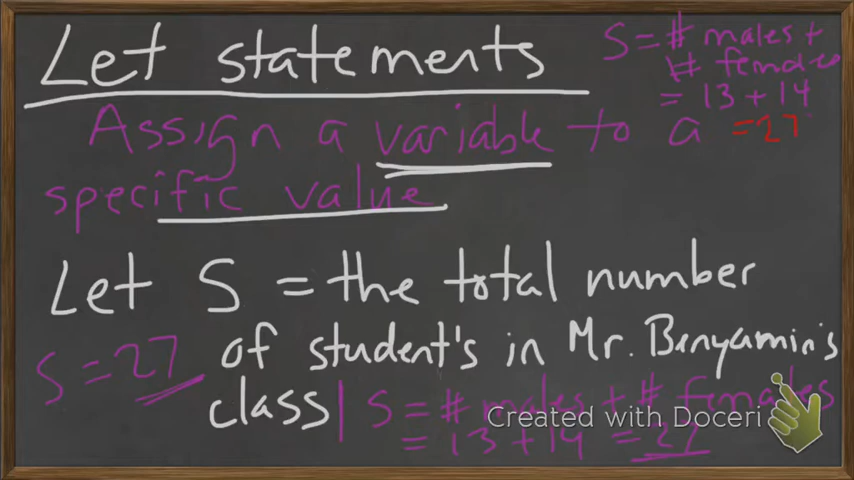 Let statements
S = # males +
# females
= 13 + 14
= 27
Assign a variable to a
specific value
Let S = the total number
of student's in Mr. Benyamin's
class
S = 27
S = # males + # females
= 13 + 14 = 27
Created with Doceri